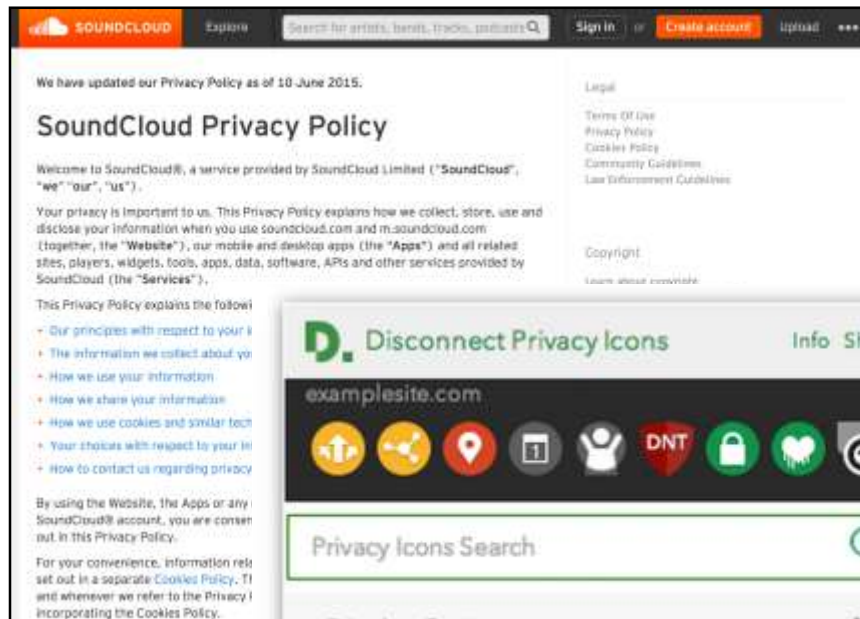 SOUNDCLOUD
Explore
Search for artists, bands, tracks, podcasts
Sign in or Create account Upload
We have updated our Privacy Policy as of 10 June 2015.
SoundCloud Privacy Policy
Welcome to SoundCloud®, a service provided by SoundCloud Limited ("SoundCloud",
"we" "our", "us").
Your privacy is important to us. This Privacy Policy explains how we collect, store, use and
disclose your information when you use soundcloud.com and m.soundcloud.com
(together, the "Website"), our mobile and desktop apps (the "Apps") and all related
sites, players, widgets, tools, apps, data, software, APIs and other services provided by
SoundCloud (the "Services").
This Privacy Policy explains the followi
• Our principles with respect to your i
• The information we collect about yo
• How we use your information
• How we share your information
• How we use cookies and similar tech
• Your choices with respect to your in
• How to contact us regarding privacy
By using the Website, the Apps or any
SoundCloud® account, you are consen
out in this Privacy Policy.
For your convenience, information rela
set out in a separate Cookies Policy. Th
and whenever we refer to the Privacy
incorporating the Cookies Policy.
Legal
Terms Of Use
Privacy Policy
Cookies Policy
Community Guidelines
Law Enforcement Guidelines
Copyright
Learn about copyright
D. Disconnect Privacy Icons
Info Sh
examplesite.com
1
DNT
Privacy Icons Search